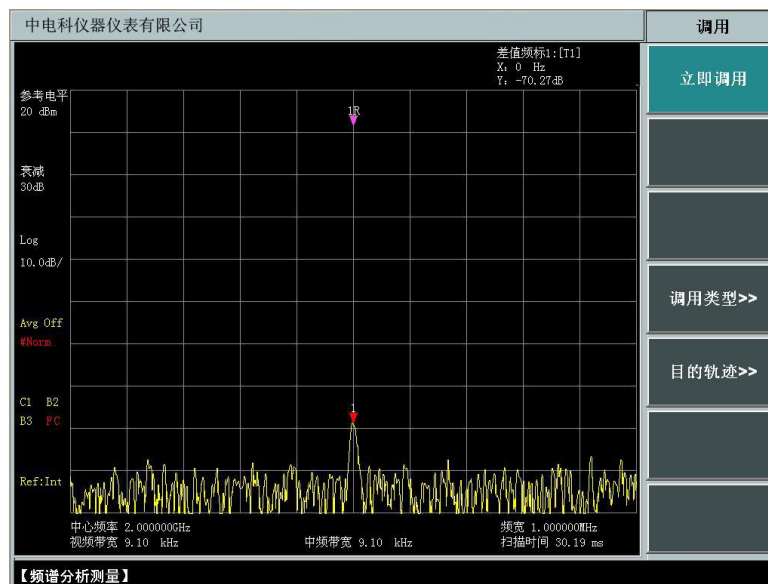 中电科仪器仪表有限公司
调用
差值频标1:[T1]
X: 0 Hz
Y: -70.27dB
立即调用
参考电平
20 dBm
1R
衰减
30dB
Log
10.0dB/
调用类型>>
Avg Off
#Norm
目的轨迹>>
C1 B2
B3 FC
1
Ref:Int
中心频率 2.000000GHz
频宽 1.000000MHz
视频带宽 9.10 kHz
中频带宽 9.10 kHz
扫描时间 30.19 ms
【频谱分析测量】